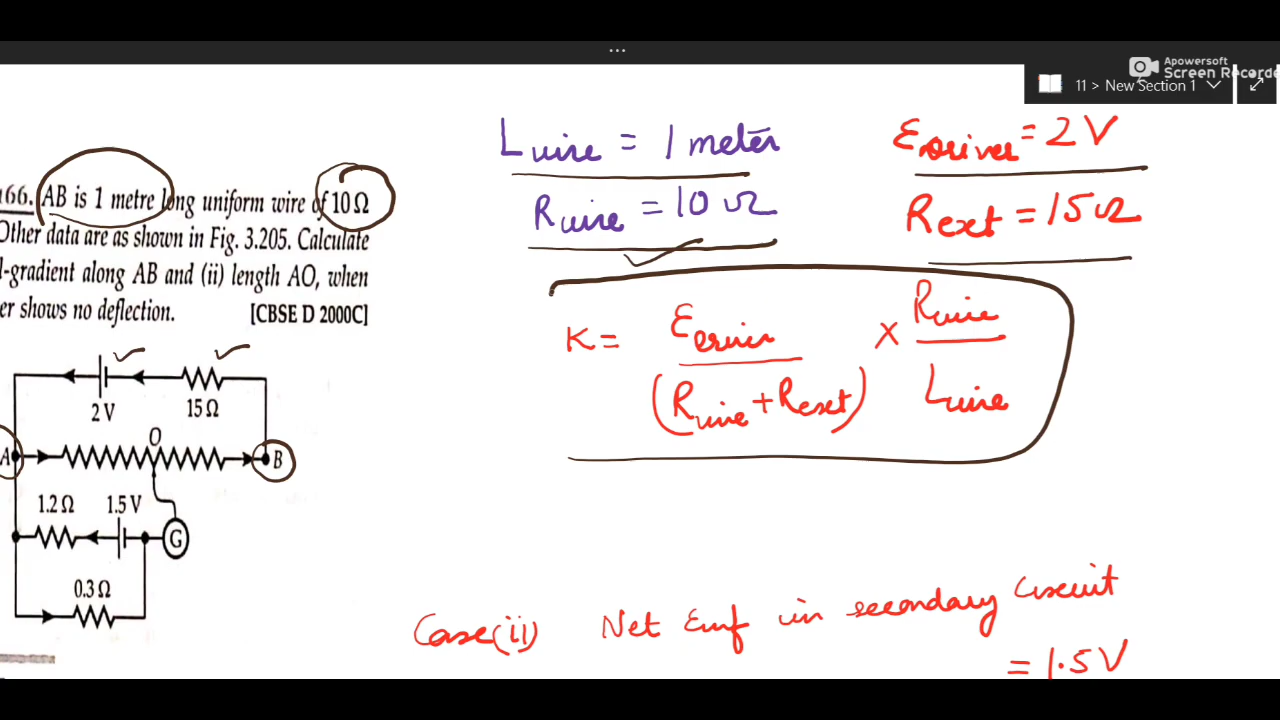 ...
Apowersoft
Screen Recorde
11 > New Section 1
L wire = 1 meter
R wire = 10 Ω
E Driver = 2 V
R ext = 15 Ω
166. AB is 1 metre long uniform wire of 10 Ω
Other data are as shown in Fig. 3.205. Calculate
l-gradient along AB and (ii) length AO, when
er shows no deflection. [CBSE D 2000C]
K = E Driver / (R wire + R ext) × R wire / L wire
2 V 15 Ω
A O B
1.2 Ω 1.5 V
G
0.3 Ω
Case (ii) Net Emf in secondary circuit
= 1.5 V